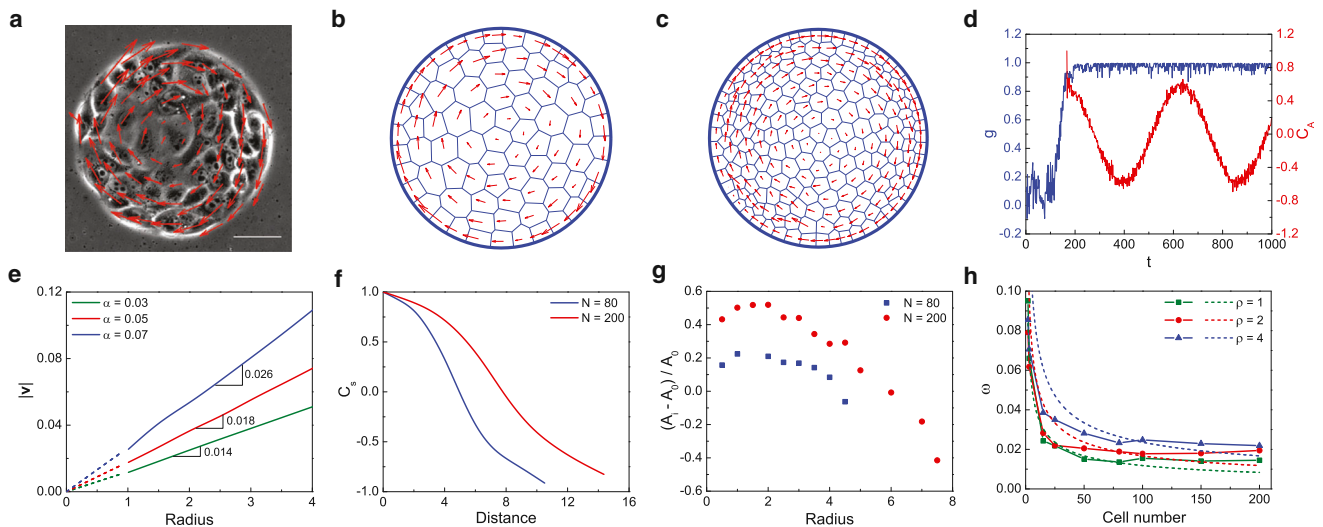 a
b
c
d
1.2
1.0
0.8
0.6
0.4
0.2
0.0
g
1.2
0.8
0.4
0.0
-0.4
-0.8
-1.2
C_A
0 200 400 600 800 1000
t
e
0.12
0.08
0.04
0.00
|v|
α = 0.03
α = 0.05
α = 0.07
0.026
0.018
0.014
0 1 2 3 4
Radius
f
1.0
0.5
0.0
-0.5
-1.0
C_s
N = 80
N = 200
0 4 8 12 16
Distance
g
0.6
0.4
0.2
0.0
-0.2
-0.4
-0.6
(A_i - A_0) / A_0
N = 80
N = 200
0 2 4 6 8
Radius
h
0.10
0.08
0.06
0.04
0.02
0.00
ω
ρ = 1
ρ = 2
ρ = 4
0 50 100 150 200
Cell number